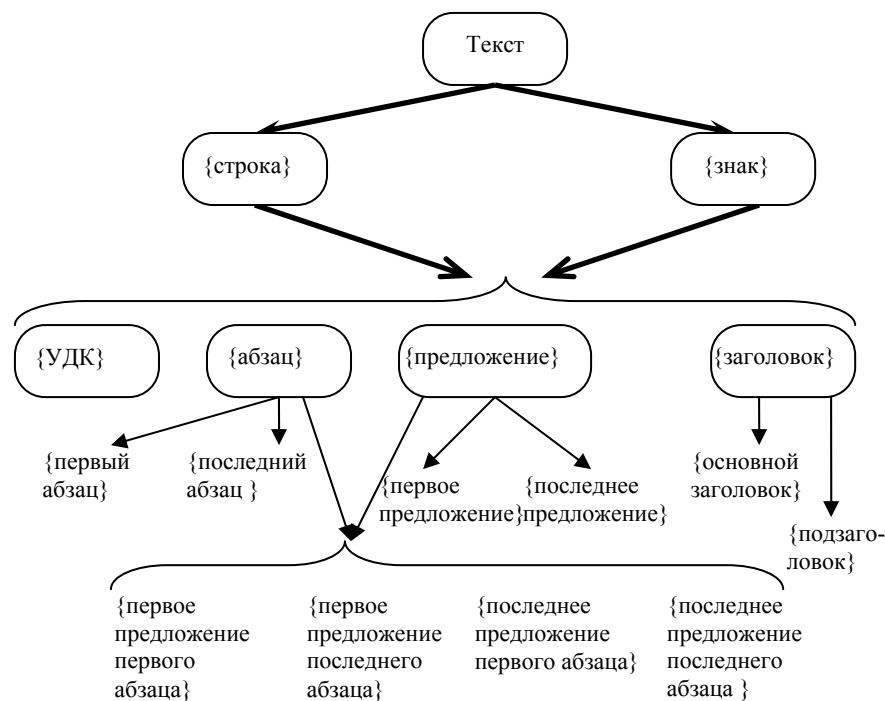 Текст
{строка}
{знак}
{УДК}
{абзац}
{предложение}
{заголовок}
{первый
абзац}
{последний
абзац }
{первое
предложение}
{последнее
предложение}
{основной
заголовок}
{подзаго-
ловок}
{первое
предложение
первого
абзаца}
{первое
предложение
последнего
абзаца}
{последнее
предложение
первого абзаца}
{последнее
предложение
последнего
абзаца }